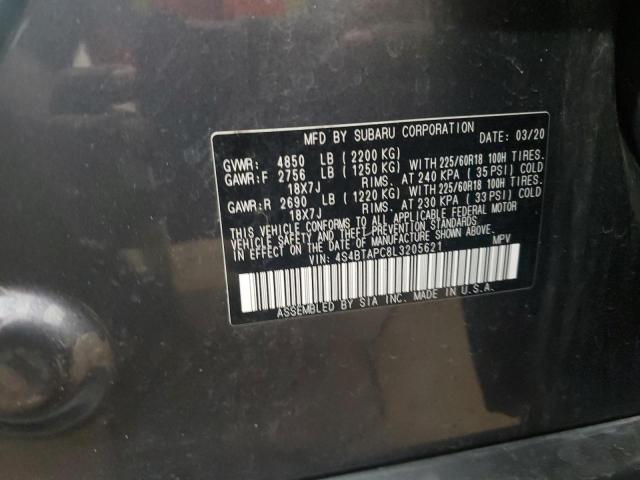 MFD BY SUBARU CORPORATION DATE: 03/20
GVWR: 4850 LB (2200 KG)
GAWR:F 2756 LB (1250 KG) WITH 225/60R18 100H TIRES.
18X7J RIMS. AT 240 KPA (35 PSI) COLD
GAWR:R 2690 LB (1220 KG) WITH 225/60R18 100H TIRES.
18X7J RIMS. AT 230 KPA (33 PSI) COLD
THIS VEHICLE CONFORMS TO ALL APPLICABLE FEDERAL MOTOR
VEHICLE SAFETY AND THEFT PREVENTION STANDARDS
IN EFFECT ON THE DATE OF MANUFACTURE SHOWN ABOVE.
VIN: 4S4BTAPC8L3205621 MPV
ASSEMBLED BY SIA INC. MADE IN U.S.A.